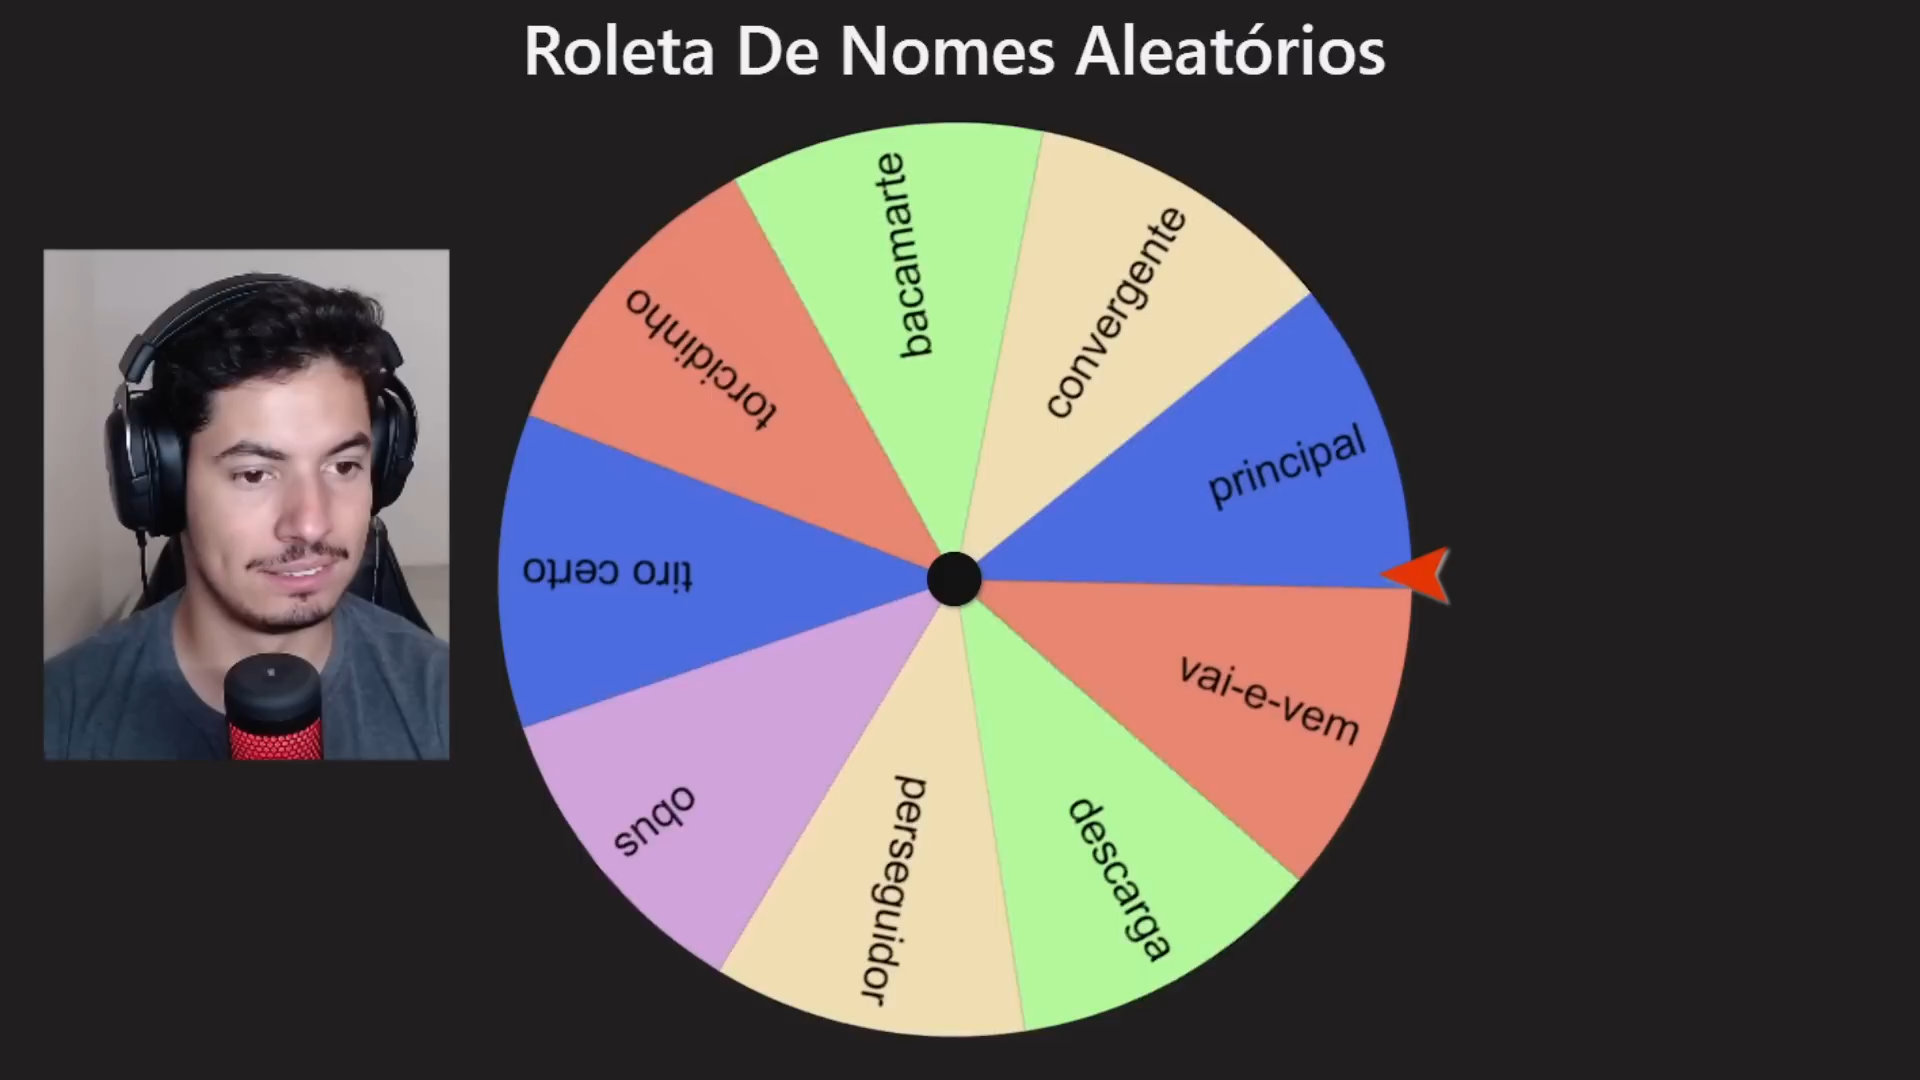 Roleta De Nomes Aleatórios
bacamarte
convergente
principal
vai-e-vem
descarga
perseguidor
obus
tiro certo
torcidinho